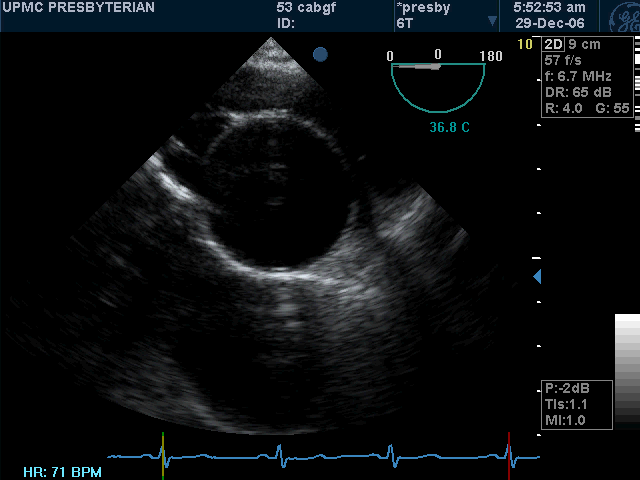 UPMC PRESBYTERIAN
53 cabgf
ID:
*presby
6T
5:52:53 am
29-Dec-06
0 0 180
36.8 C
10
2D 9 cm
57 f/s
f: 6.7 MHz
DR: 65 dB
R: 4.0 G: 55
P:-2dB
TIs:1.1
MI:1.0
HR: 71 BPM